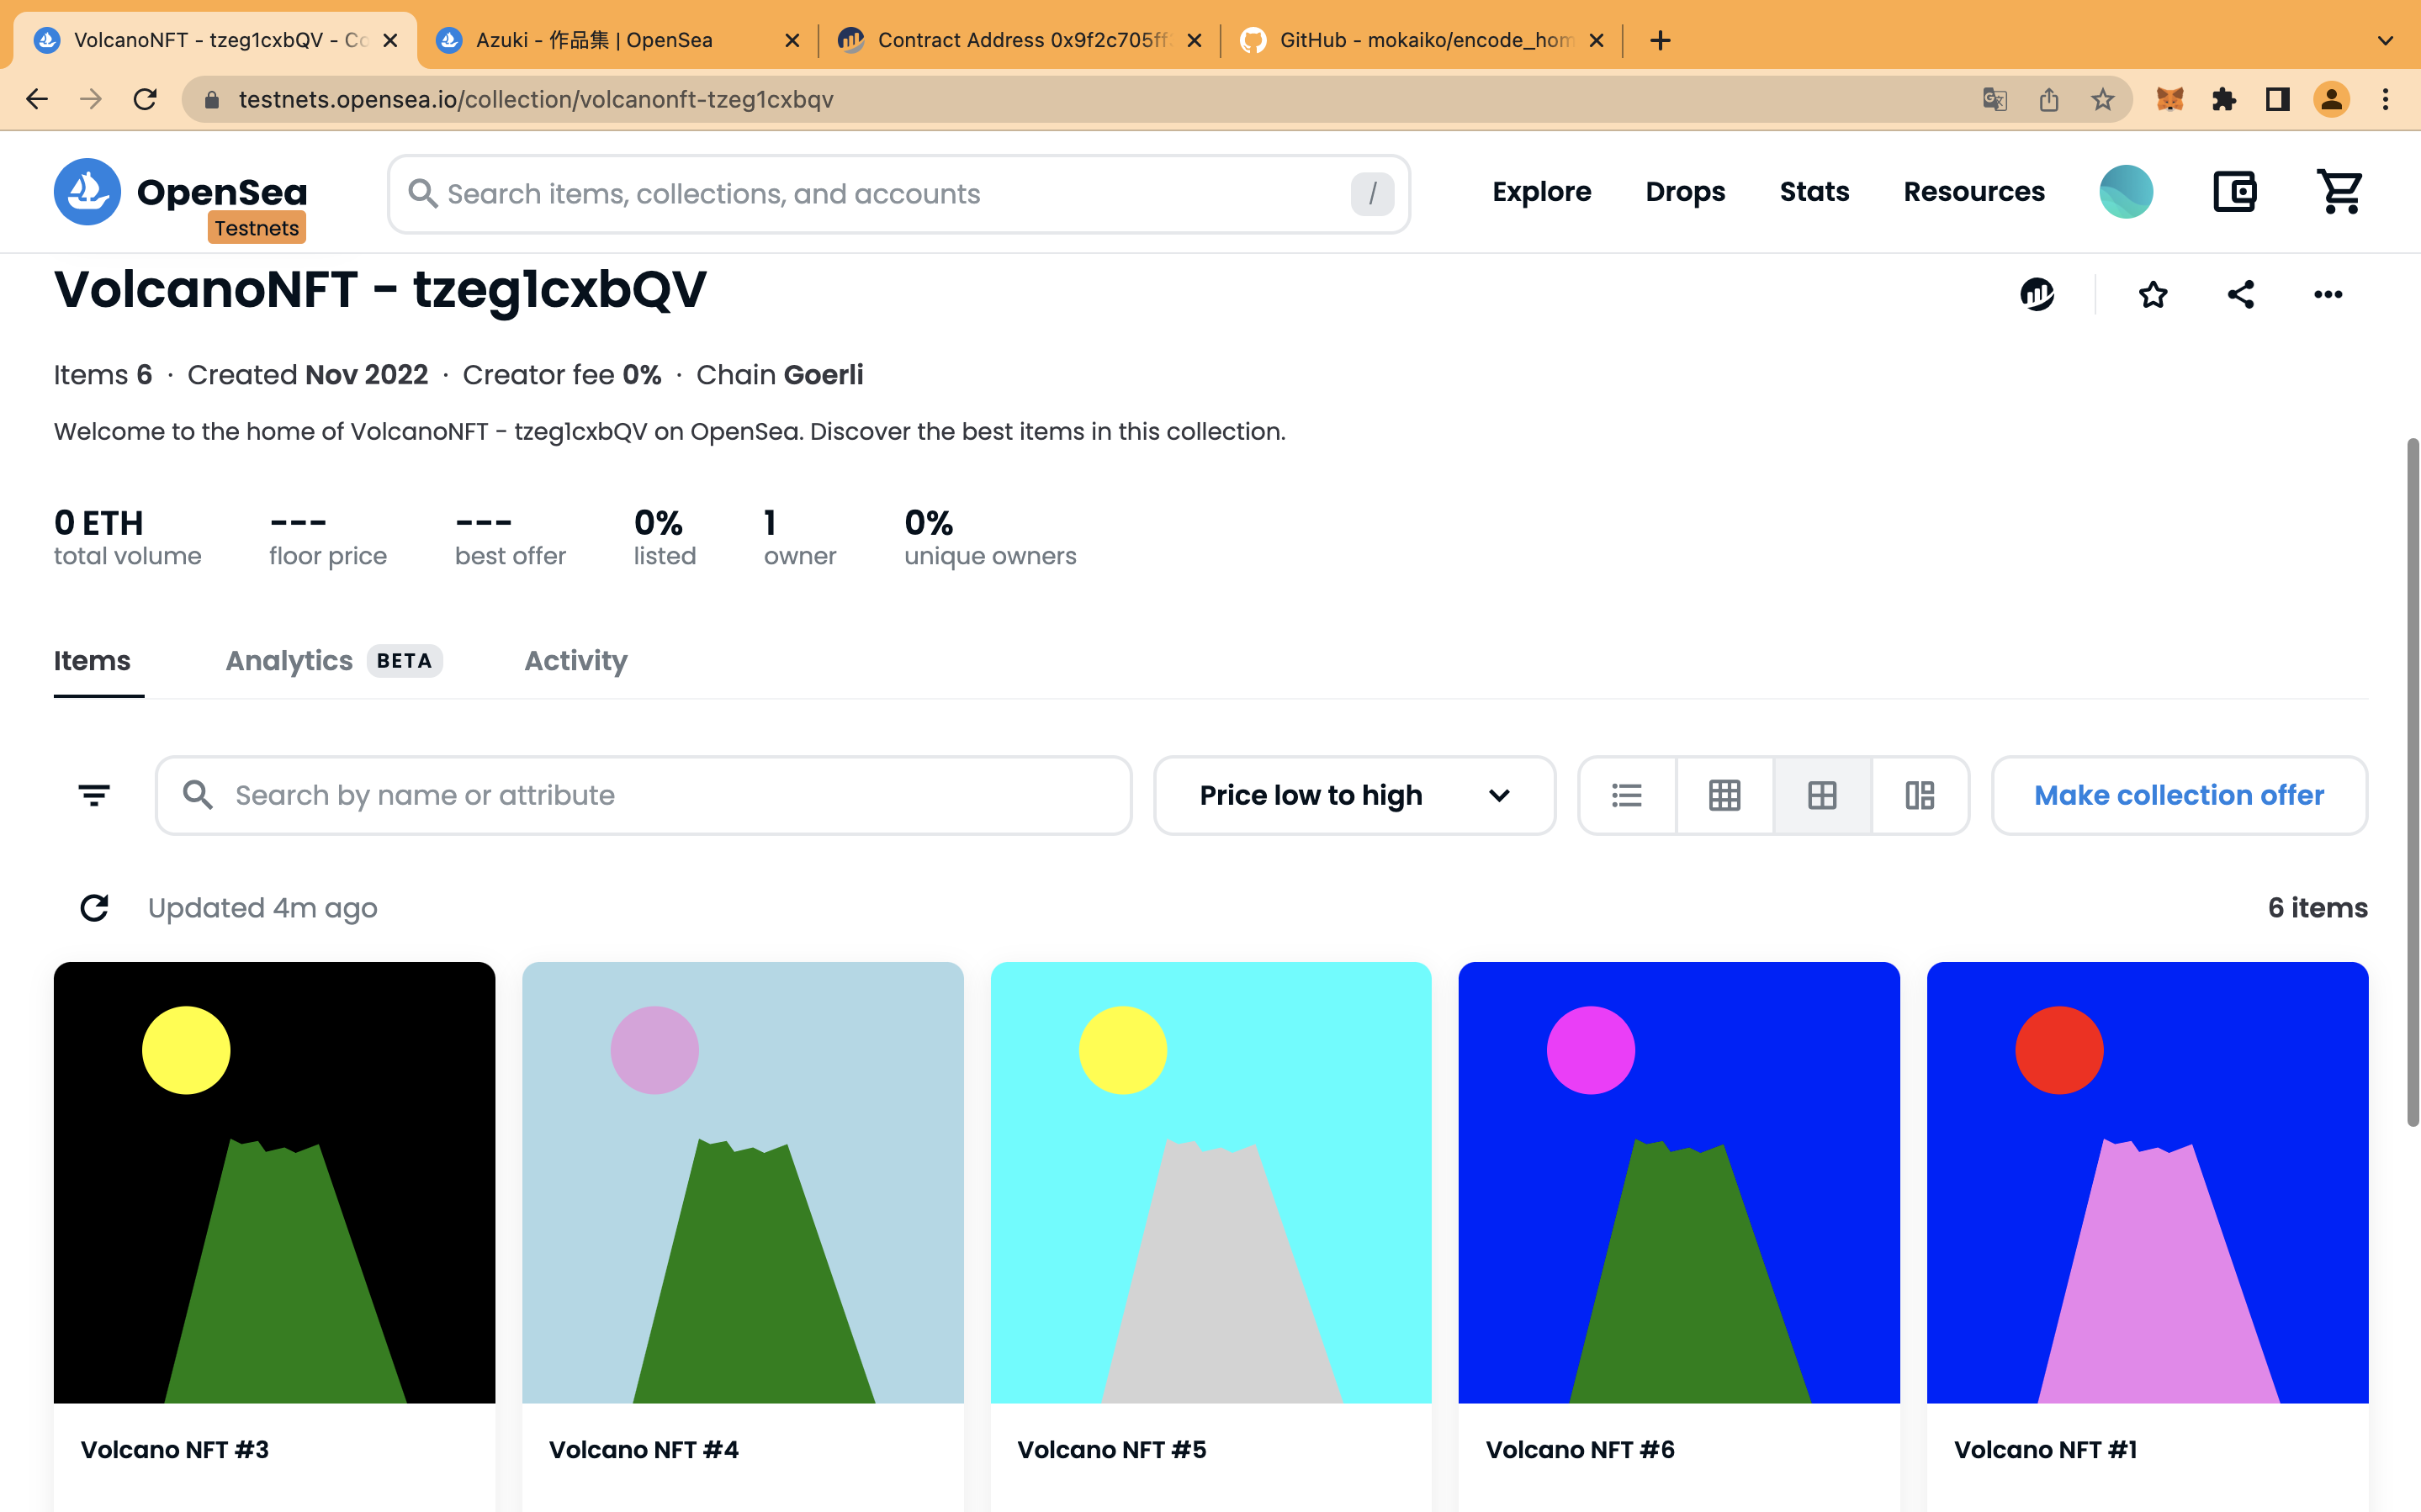 VolcanoNFT - tzeg1cxbQV - Co
Azuki - 作品集 | OpenSea
Contract Address 0x9f2c705ff
GitHub - mokaiko/encode_hom
testnets.opensea.io/collection/volcanonft-tzeg1cxbqv
OpenSea
Testnets
Search items, collections, and accounts
/
Explore
Drops
Stats
Resources
VolcanoNFT - tzeg1cxbQV
Items 6 · Created Nov 2022 · Creator fee 0% · Chain Goerli
Welcome to the home of VolcanoNFT - tzeg1cxbQV on OpenSea. Discover the best items in this collection.
0 ETH
total volume
---
floor price
---
best offer
0%
listed
1
owner
0%
unique owners
Items
Analytics
BETA
Activity
Search by name or attribute
Price low to high
Make collection offer
Updated 4m ago
6 items
Volcano NFT #3
Volcano NFT #4
Volcano NFT #5
Volcano NFT #6
Volcano NFT #1